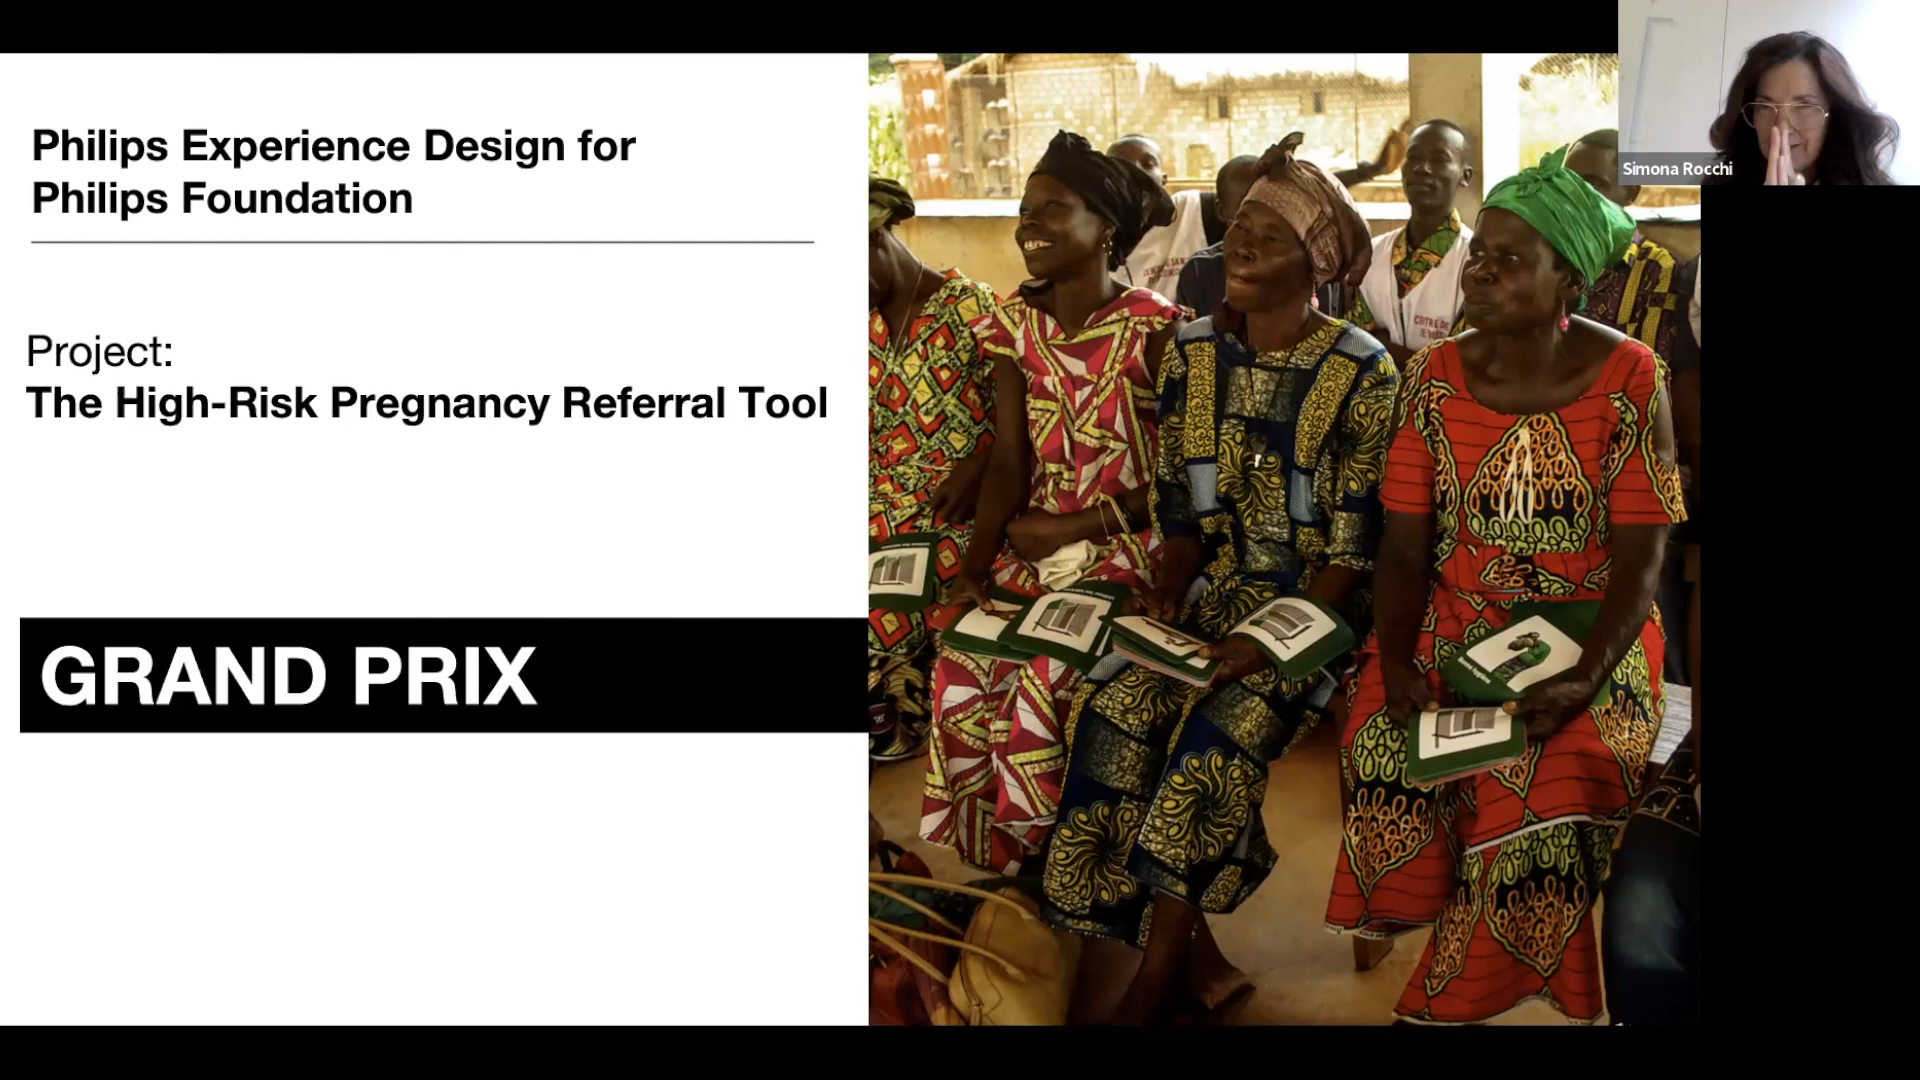 Philips Experience Design for
Philips Foundation
Project:
The High-Risk Pregnancy Referral Tool
GRAND PRIX
Simona Rocchi